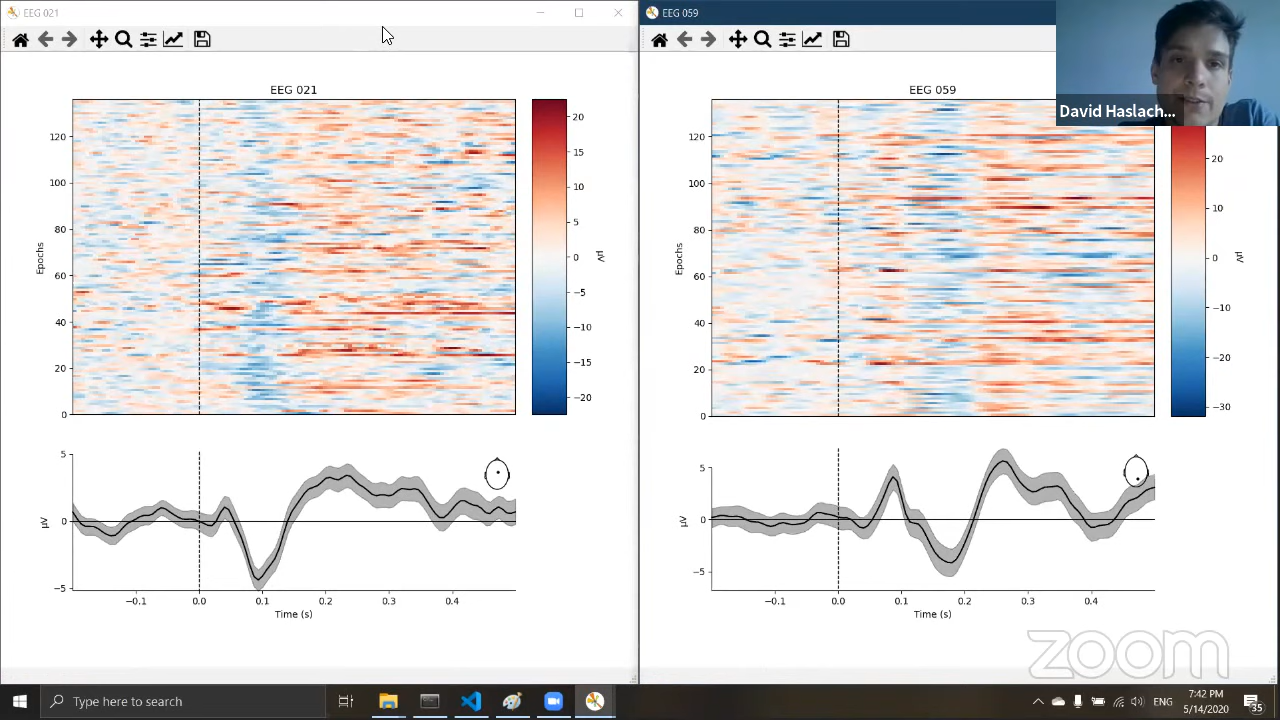 EEG 021
EEG 021
120
100
80
60
40
20
0
Epochs
20
15
10
5
0
−5
−10
−15
−20
µV
5
0
−5
µV
−0.1 0.0 0.1 0.2 0.3 0.4
Time (s)
EEG 059
EEG 059
120
100
80
60
40
20
0
Epochs
20
10
0
−10
−20
−30
µV
5
0
−5
µV
−0.1 0.0 0.1 0.2 0.3 0.4
Time (s)
David Haslach...
zoom
Type here to search
ENG
7:42 PM
5/14/2020
35